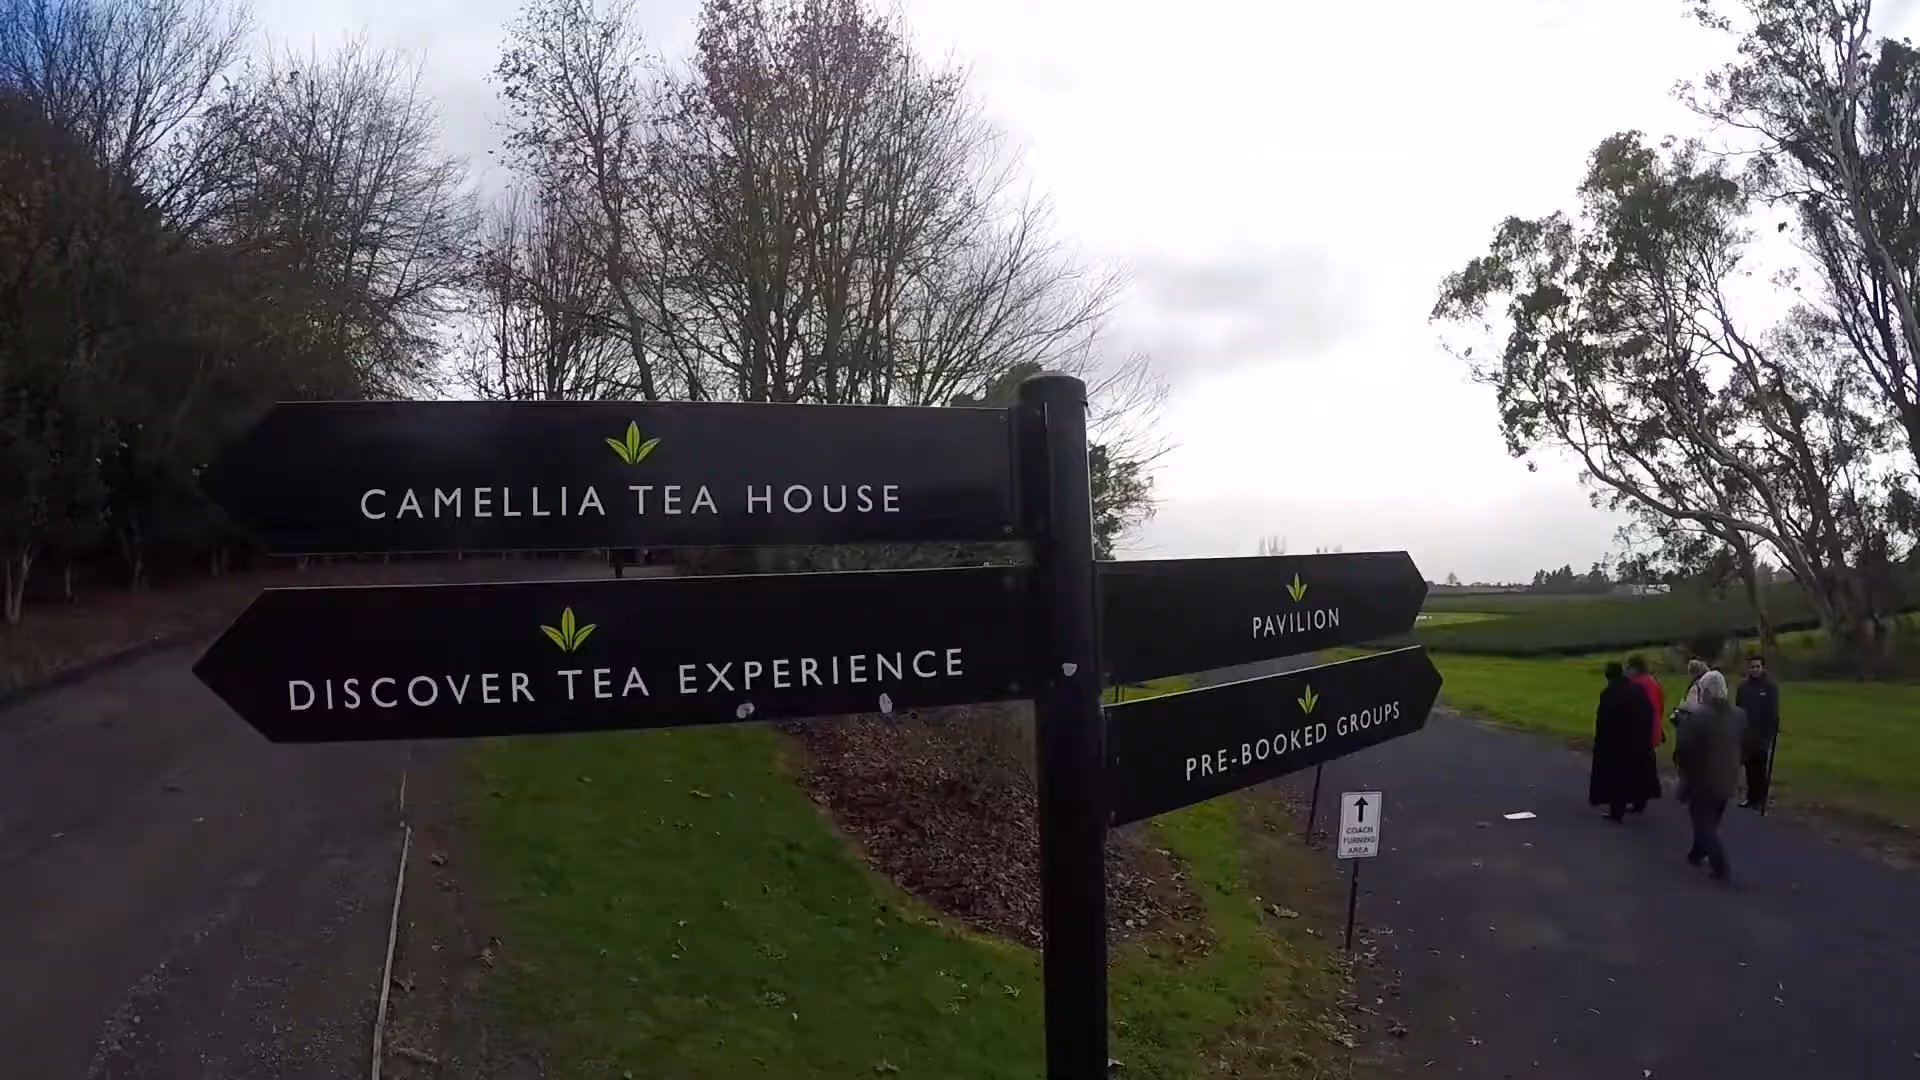 CAMELLIA TEA HOUSE
DISCOVER TEA EXPERIENCE
PAVILION
PRE-BOOKED GROUPS
COACH
TURNING
AREA